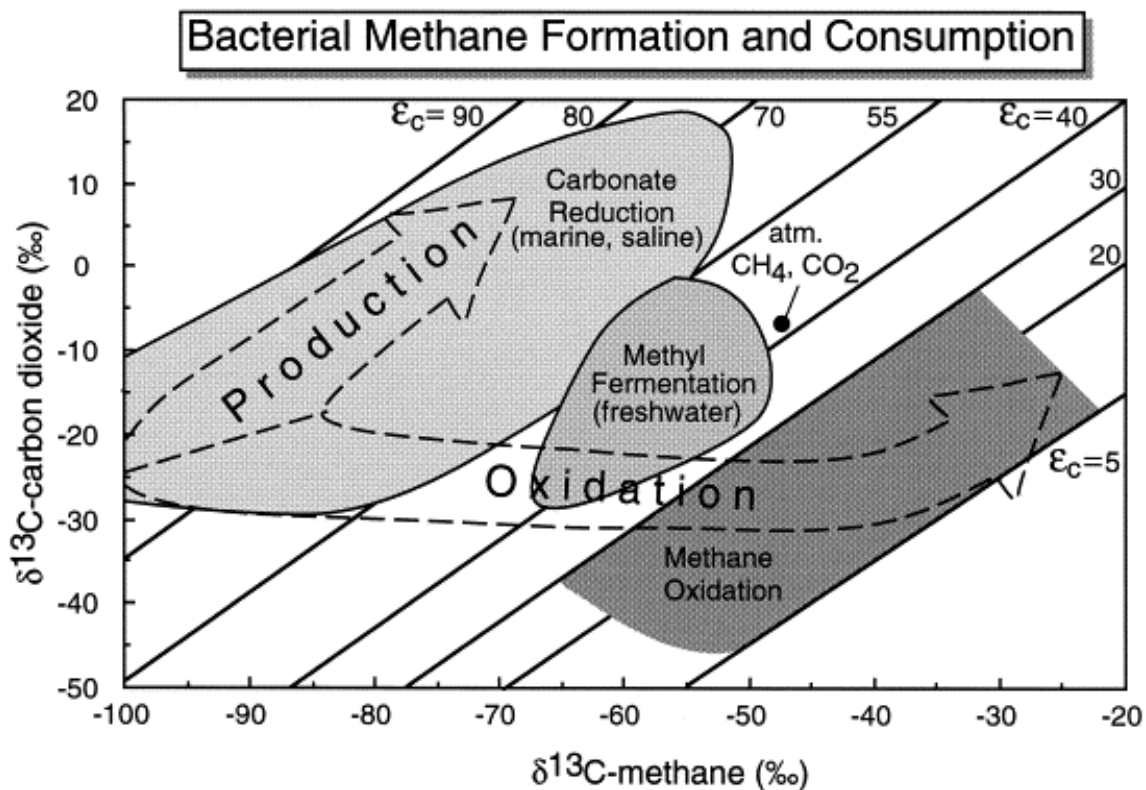 Bacterial Methane Formation and Consumption
20
10
0
-10
-20
-30
-40
-50
δ13C-carbon dioxide (‰)
εc=90
80
70
55
εc=40
30
20
εc=5
Carbonate
Reduction
(marine, saline)
atm.
CH4, CO2
Production
Methyl
Fermentation
(freshwater)
Oxidation
Methane
Oxidation
-100
-90
-80
-70
-60
-50
-40
-30
-20
δ13C-methane (‰)